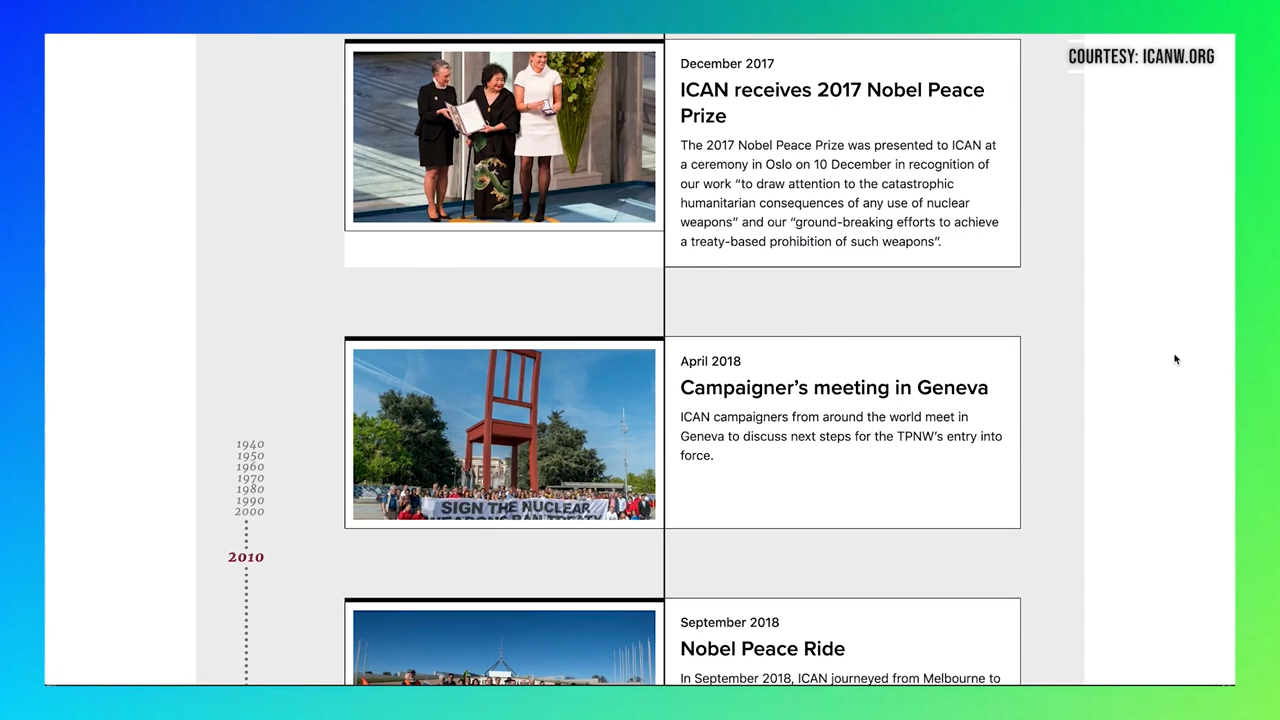 COURTESY: ICANW.ORG
December 2017
ICAN receives 2017 Nobel Peace
Prize
The 2017 Nobel Peace Prize was presented to ICAN at
a ceremony in Oslo on 10 December in recognition of
our work “to draw attention to the catastrophic
humanitarian consequences of any use of nuclear
weapons” and our “ground-breaking efforts to achieve
a treaty-based prohibition of such weapons”.
April 2018
Campaigner’s meeting in Geneva
ICAN campaigners from around the world meet in
Geneva to discuss next steps for the TPNW’s entry into
force.
SIGN THE NUCLEAR
WEAPONS BAN TREATY
1940
1950
1960
1970
1980
1990
2000
2010
September 2018
Nobel Peace Ride
In September 2018, ICAN journeyed from Melbourne to